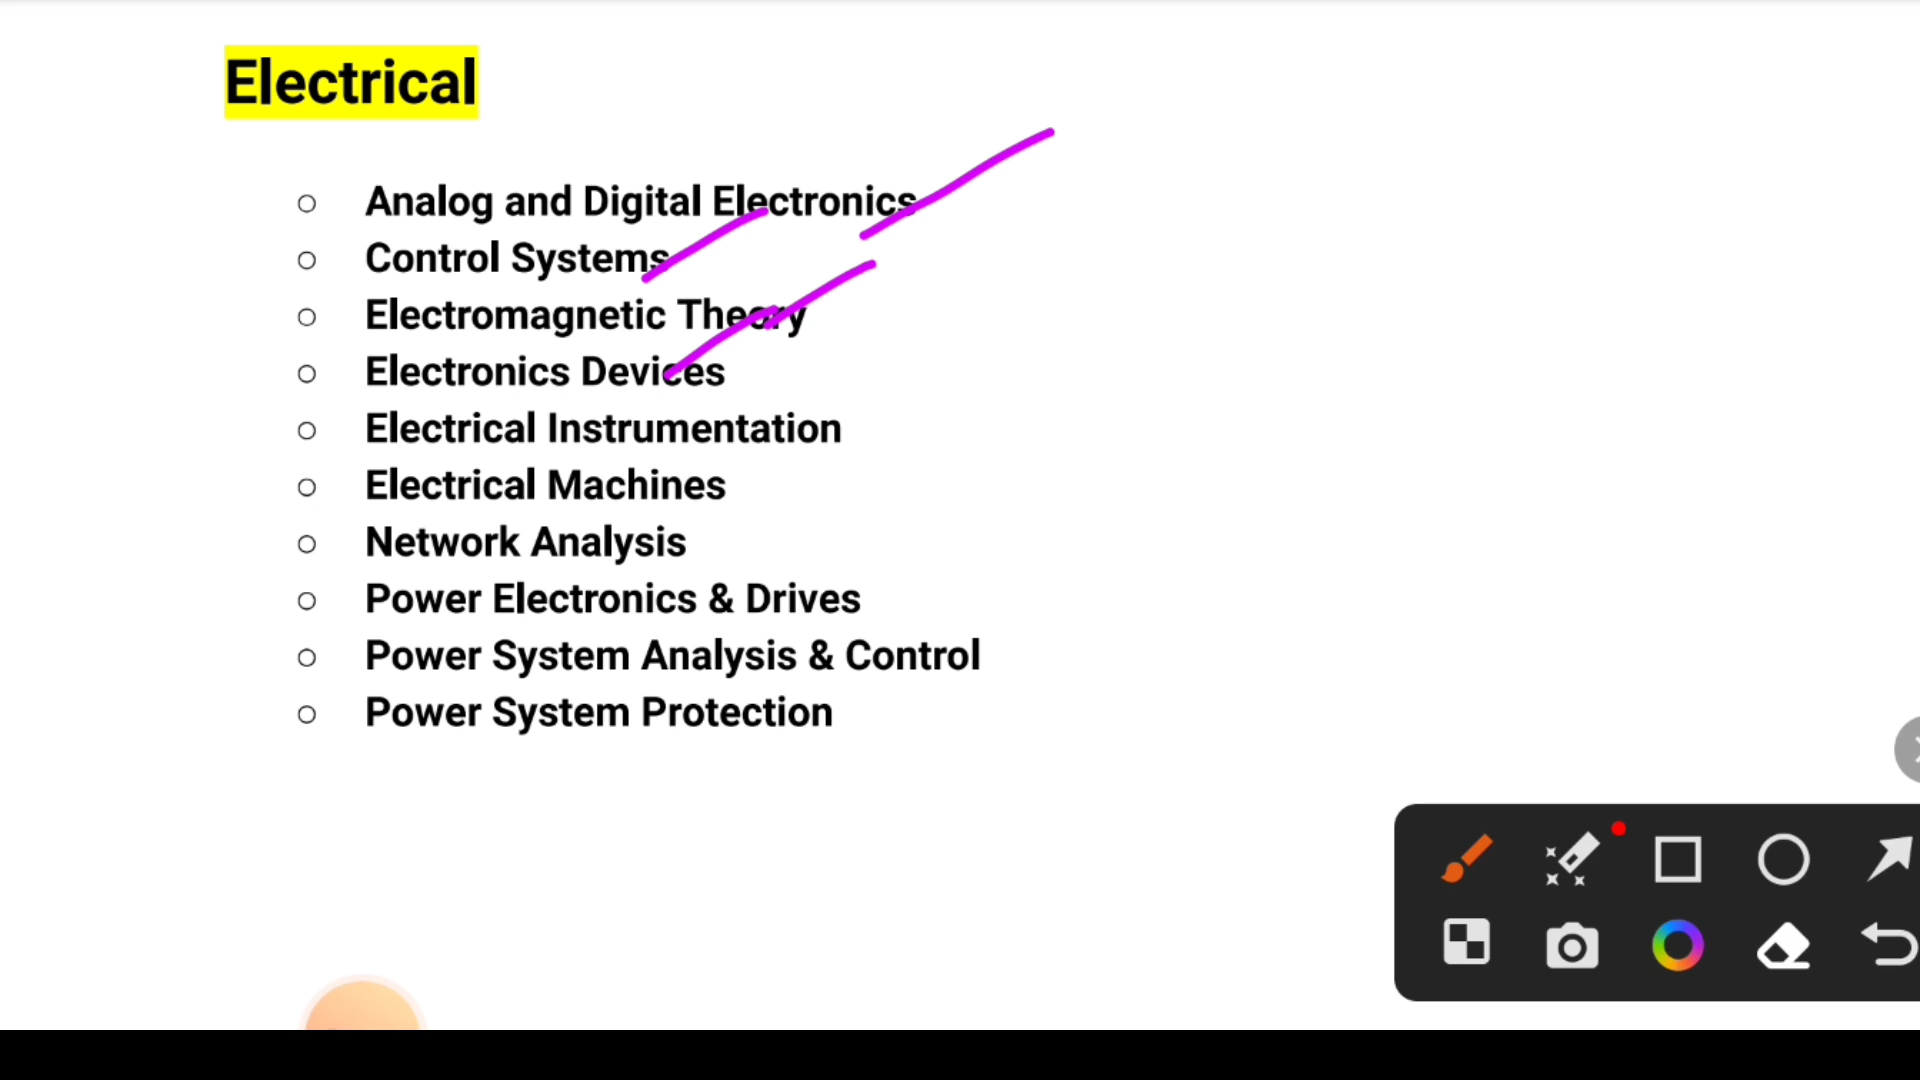 Electrical
Analog and Digital Electronics
Control Systems
Electromagnetic Theory
Electronics Devices
Electrical Instrumentation
Electrical Machines
Network Analysis
Power Electronics & Drives
Power System Analysis & Control
Power System Protection